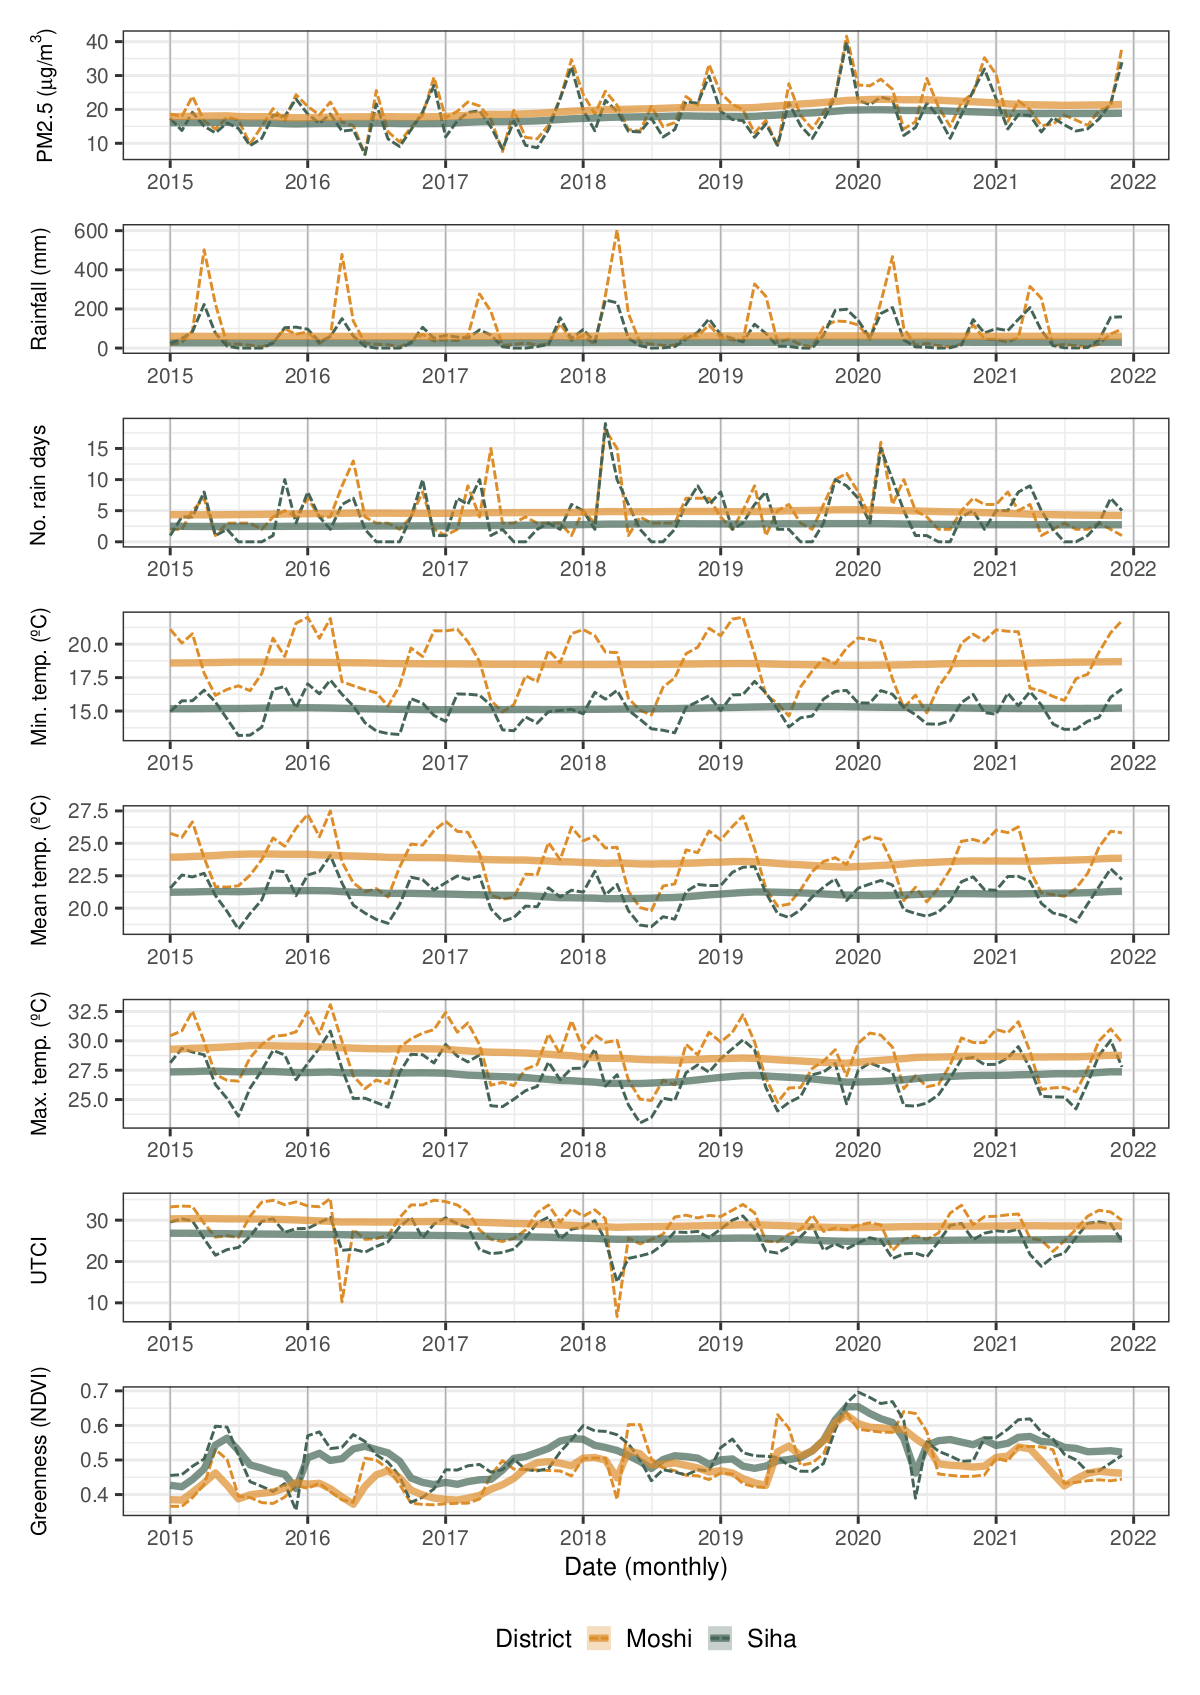 PM2.5 (µg/m³)
40
30
20
10
2015 2016 2017 2018 2019 2020 2021 2022
Rainfall (mm)
600
400
200
0
2015 2016 2017 2018 2019 2020 2021 2022
No. rain days
15
10
5
0
2015 2016 2017 2018 2019 2020 2021 2022
Min. temp. (ºC)
20.0
17.5
15.0
2015 2016 2017 2018 2019 2020 2021 2022
Mean temp. (ºC)
27.5
25.0
22.5
20.0
2015 2016 2017 2018 2019 2020 2021 2022
Max. temp. (ºC)
32.5
30.0
27.5
25.0
2015 2016 2017 2018 2019 2020 2021 2022
UTCI
30
20
10
2015 2016 2017 2018 2019 2020 2021 2022
Greenness (NDVI)
0.7
0.6
0.5
0.4
2015 2016 2017 2018 2019 2020 2021 2022
Date (monthly)
District Moshi Siha